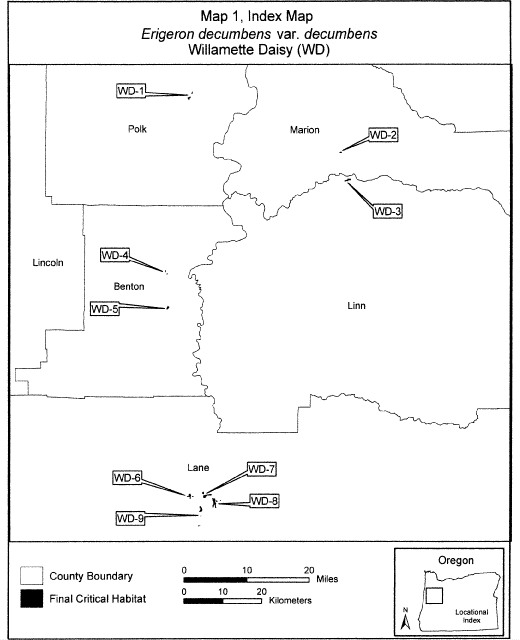 Map 1, Index Map
Erigeron decumbens var. decumbens
Willamette Daisy (WD)
WD-1
Polk
Marion
WD-2
WD-3
WD-4
Lincoln
Benton
WD-5
Linn
Lane
WD-7
WD-6
WD-8
WD-9
County Boundary
Final Critical Habitat
0 10 20
Miles
0 10 20
Kilometers
Oregon
N
Locational
Index